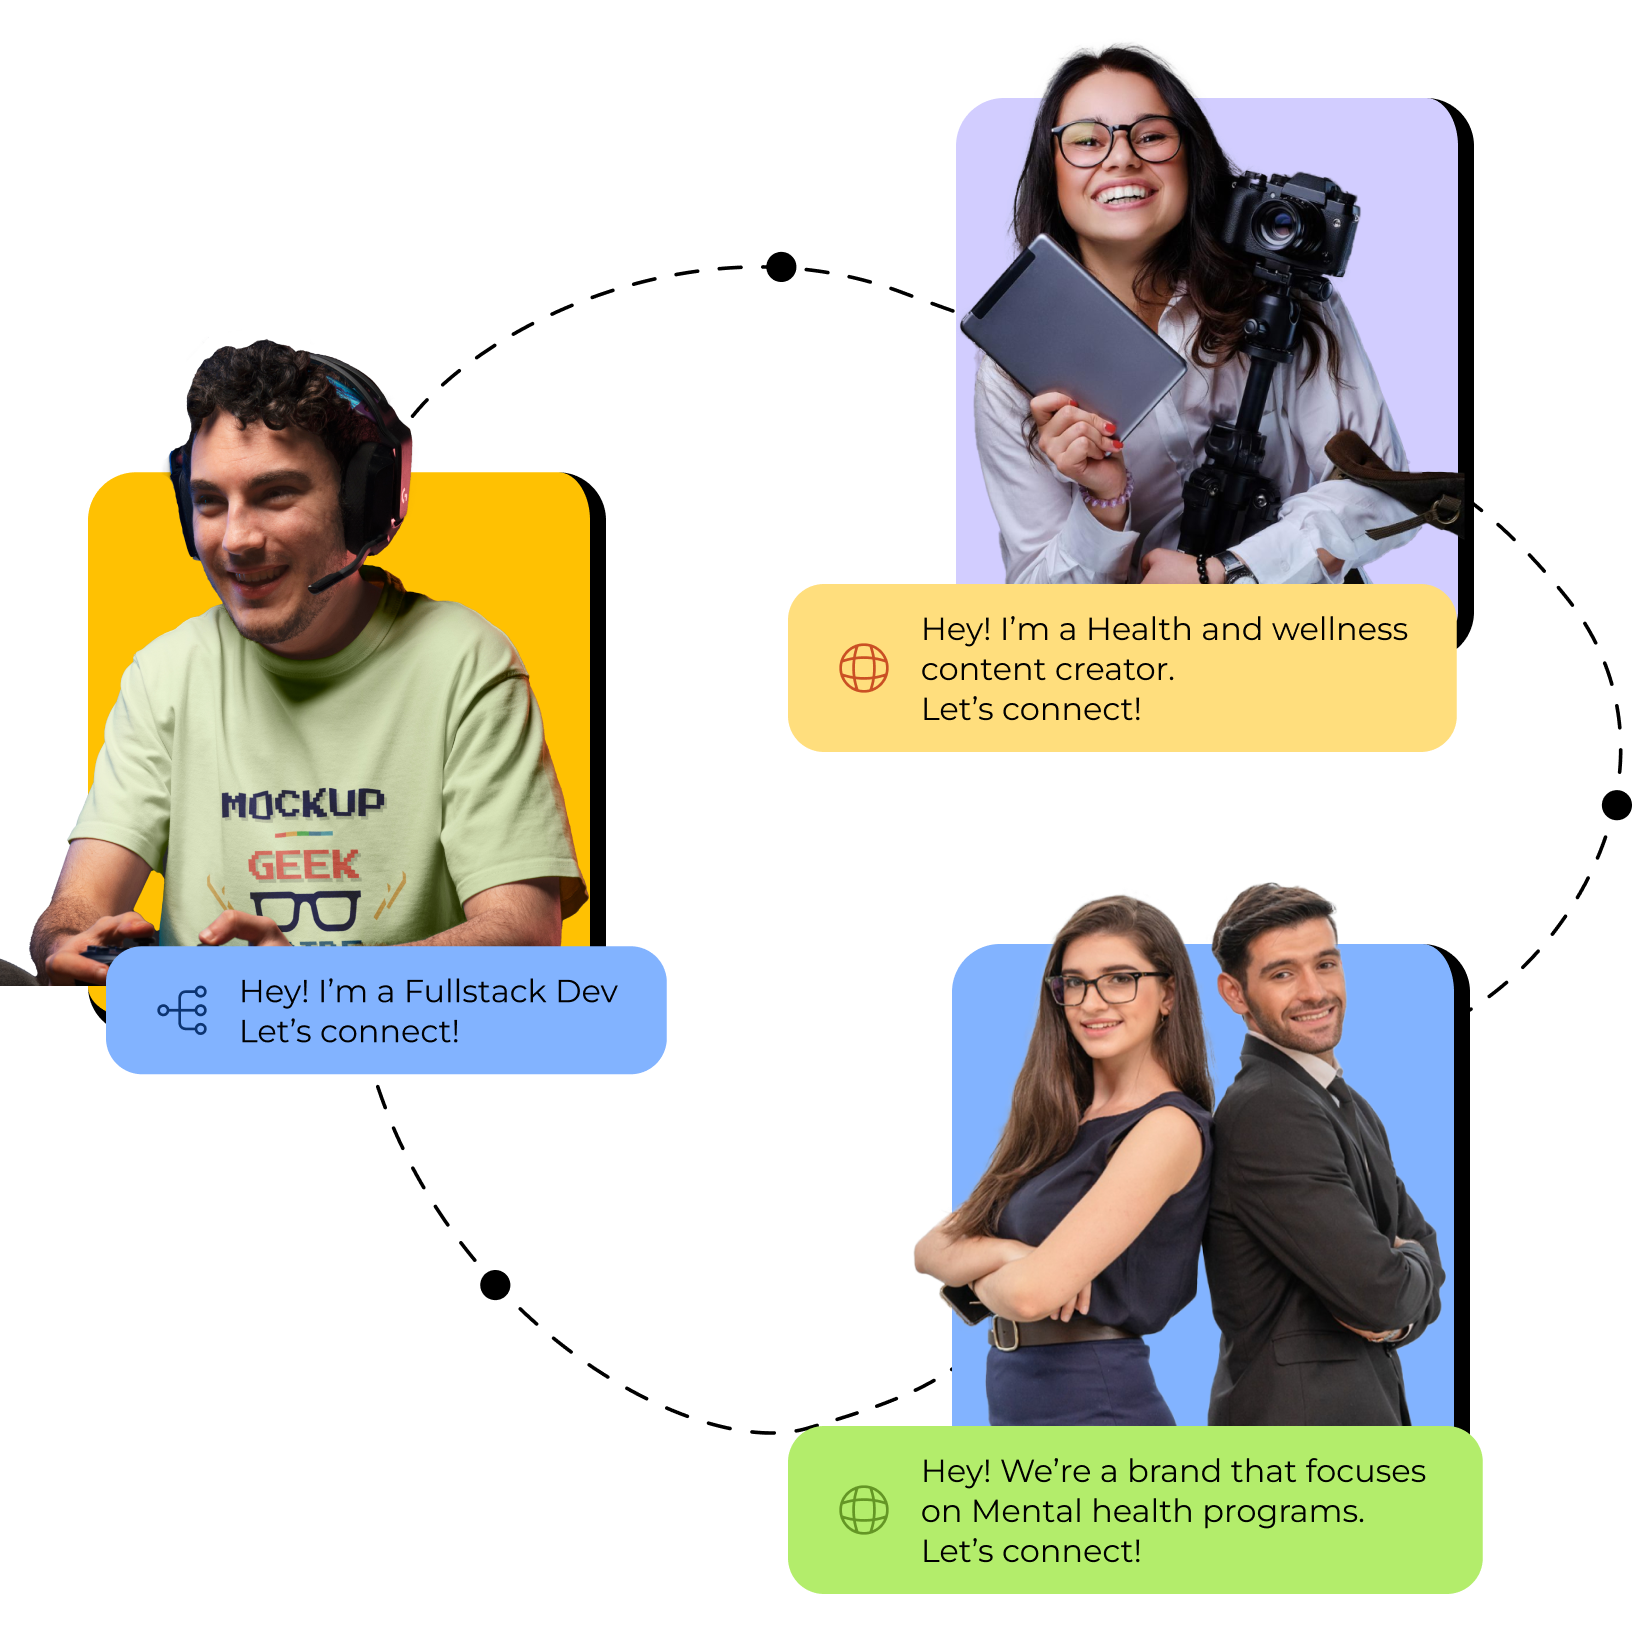 Hey! I’m a Health and wellness
content creator.
Let’s connect!
MOCKUP
GEEK
Hey! I’m a Fullstack Dev
Let’s connect!
Hey! We’re a brand that focuses
on Mental health programs.
Let’s connect!